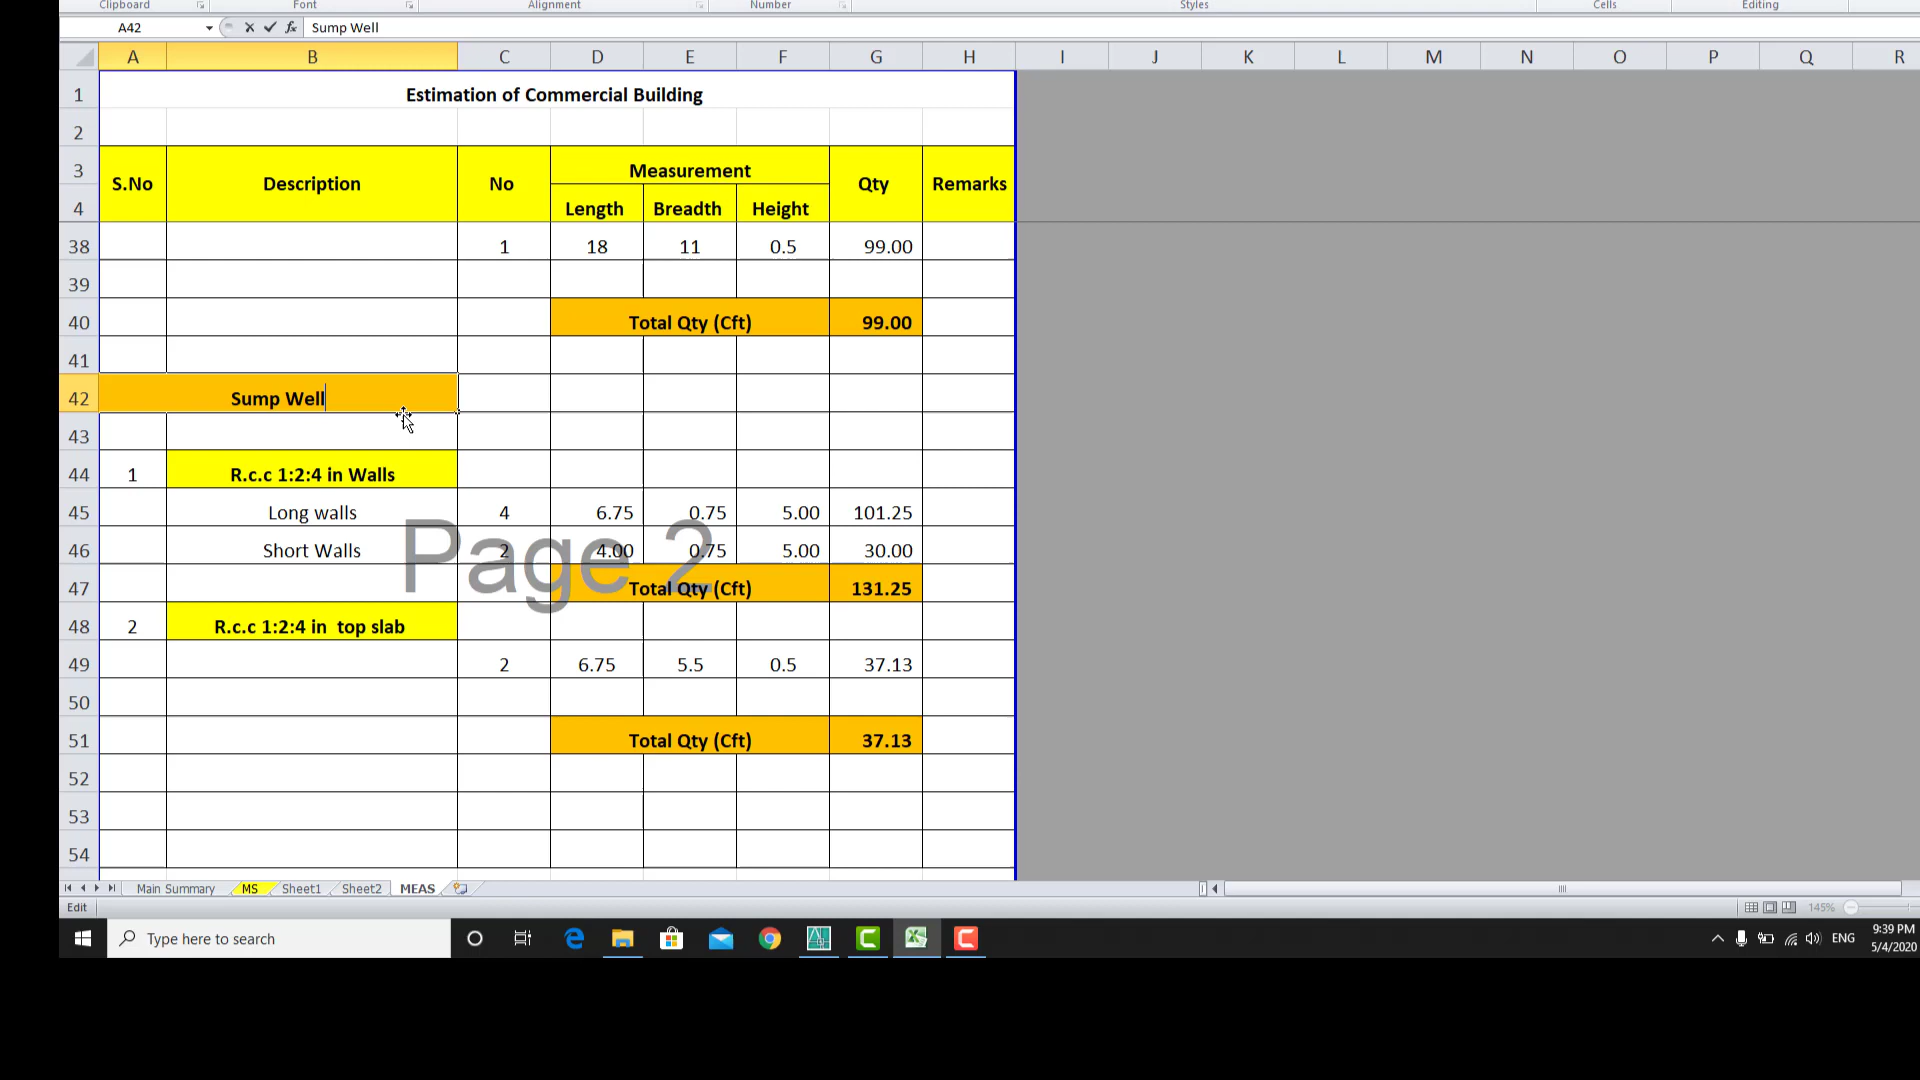 Clipboard Font Alignment Number Styles Cells Editing
A42 fx Sump Well
A B C D E F G H I J K L M N O P Q R
1 Estimation of Commercial Building
2
3 S.No Description No Measurement Qty Remarks
4 Length Breadth Height
38 1 18 11 0.5 99.00
39
40 Total Qty (Cft) 99.00
41
42 Sump Well
43
44 1 R.c.c 1:2:4 in Walls
45 Long walls 4 6.75 0.75 5.00 101.25
46 Short Walls 2 4.00 0.75 5.00 30.00
Page 2
47 Total Qty (Cft) 131.25
48 2 R.c.c 1:2:4 in  top slab
49 2 6.75 5.5 0.5 37.13
50
51 Total Qty (Cft) 37.13
52
53
54
Main Summary MS Sheet1 Sheet2 MEAS
Edit 145%
Type here to search ENG 9:39 PM
5/4/2020